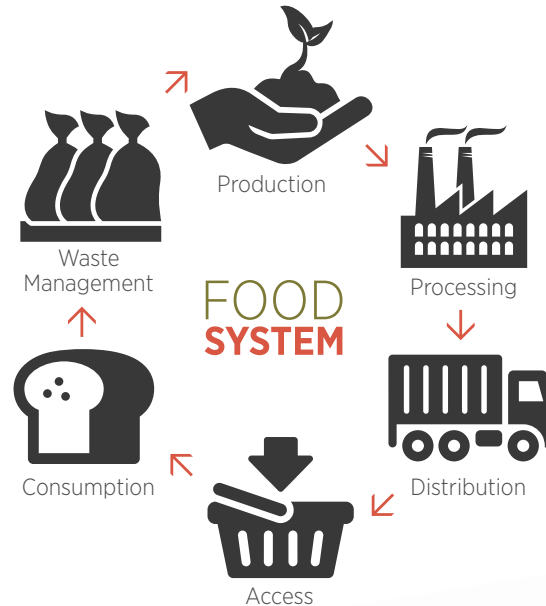 Production
Processing
Distribution
Access
Consumption
Waste
Management
FOOD
SYSTEM